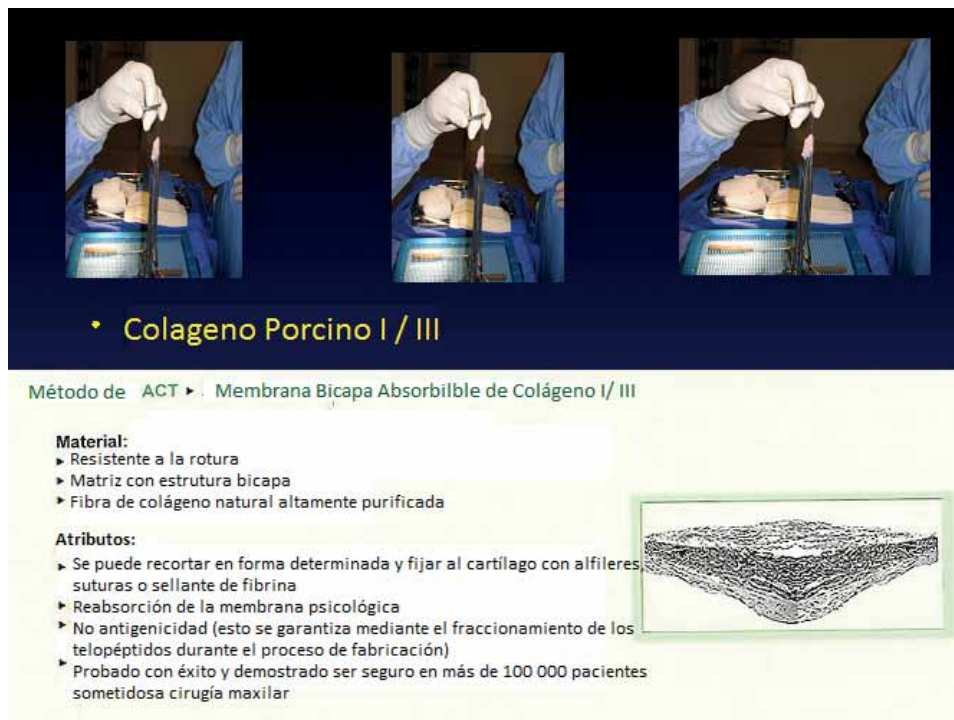 • Colageno Porcino I / III
Método de ACT ▸ Membrana Bicapa Absorbilble de Colágeno I/ III
Material:
▸ Resistente a la rotura
▸ Matriz con estrutura bicapa
▸ Fibra de colágeno natural altamente purificada
Atributos:
▸ Se puede recortar en forma determinada y fijar al cartílago con alfileres,
suturas o sellante de fibrina
▸ Reabsorción de la membrana psicológica
▸ No antigenicidad (esto se garantiza mediante el fraccionamiento de los
telopéptidos durante el proceso de fabricación)
▸ Probado con éxito y demostrado ser seguro en más de 100 000 pacientes
sometidosa cirugía maxilar